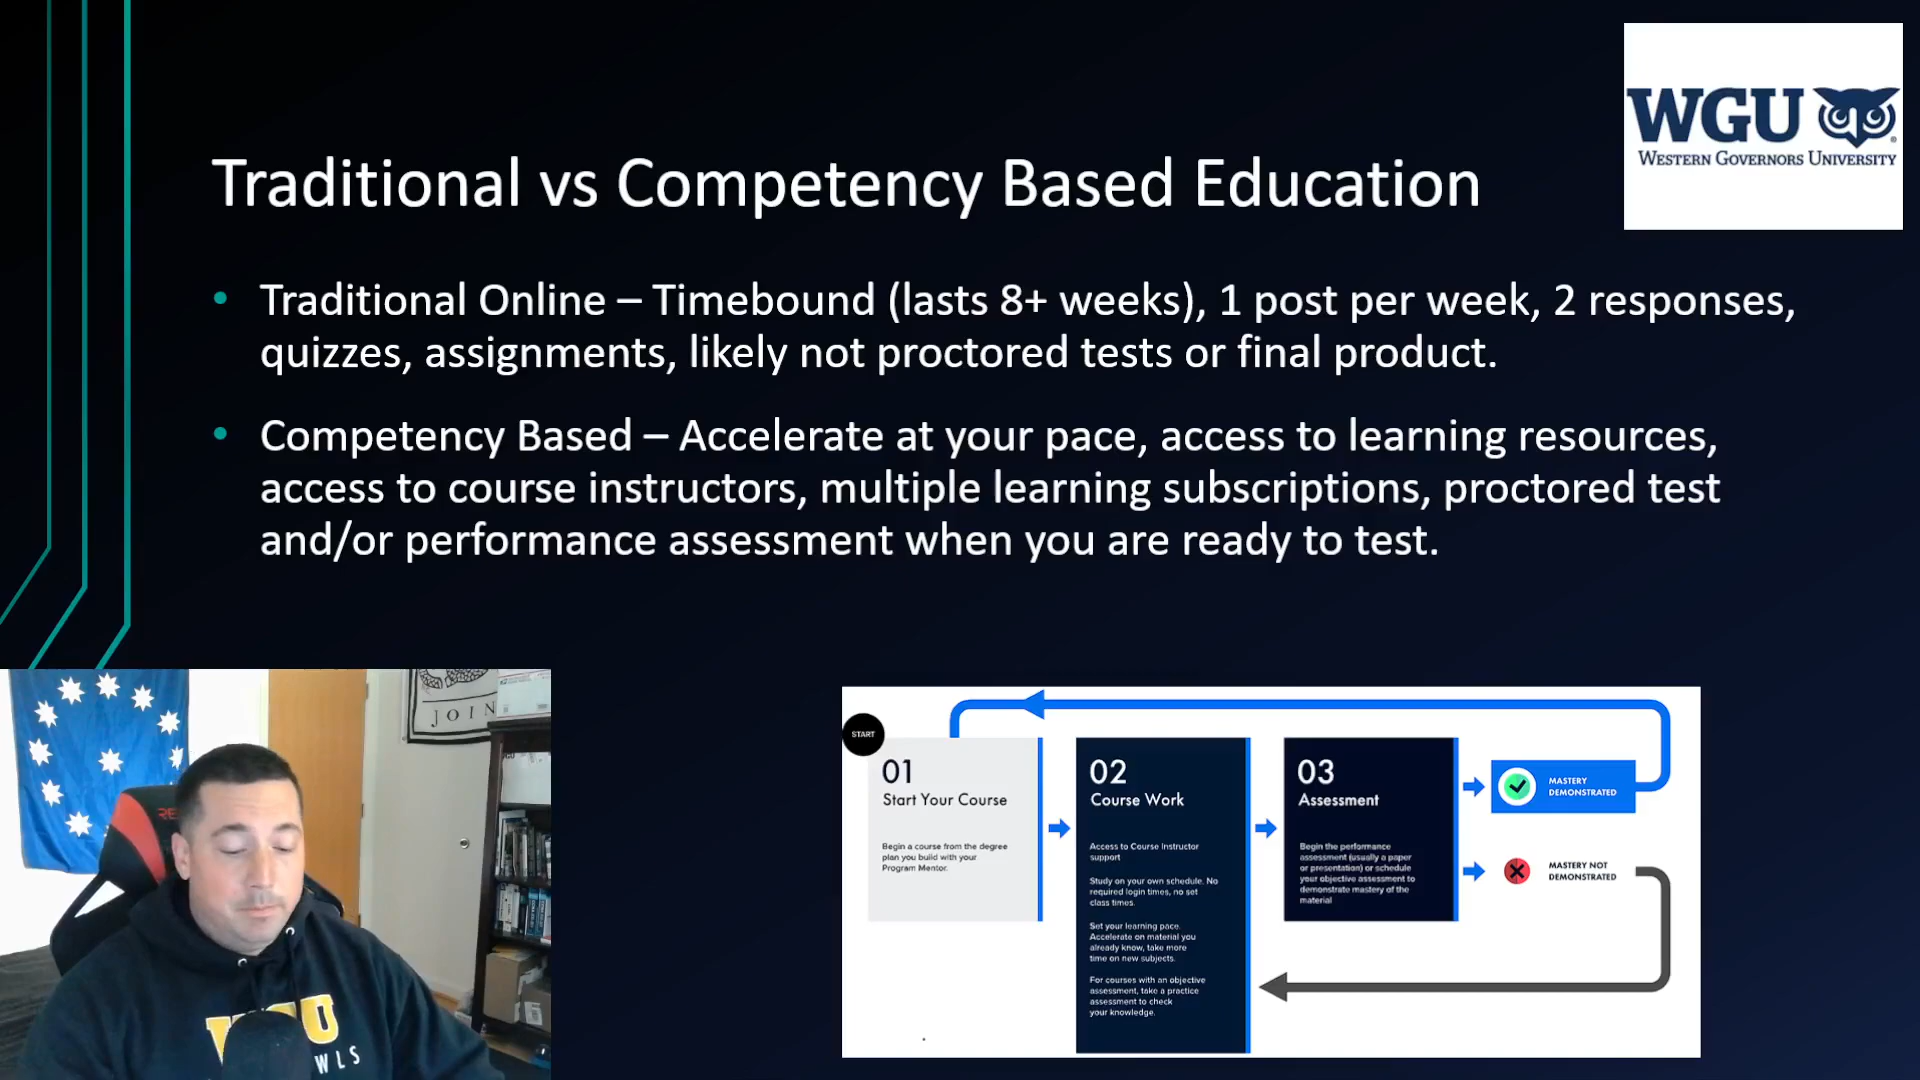 WGU
WESTERN GOVERNORS UNIVERSITY
Traditional vs Competency Based Education
• Traditional Online – Timebound (lasts 8+ weeks), 1 post per week, 2 responses,
quizzes, assignments, likely not proctored tests or final product.
• Competency Based – Accelerate at your pace, access to learning resources,
access to course instructors, multiple learning subscriptions, proctored test
and/or performance assessment when you are ready to test.
JOIN
START
01
Start Your Course
Begin a course from the degree
plan you build with your
Program Mentor.
02
Course Work
Access to Course Instructor
support
Study on your own schedule. No
required login times, no set
class times.
Set your learning pace.
Accelerate on material you
already know, take more
time on new subjects.
For courses with an objective
assessment, take a practice
assessment to check
your knowledge.
03
Assessment
Begin the performance
assessment (usually a paper
or presentation) or schedule
your objective assessment to
demonstrate mastery of the
material
MASTERY
DEMONSTRATED
MASTERY NOT
DEMONSTRATED